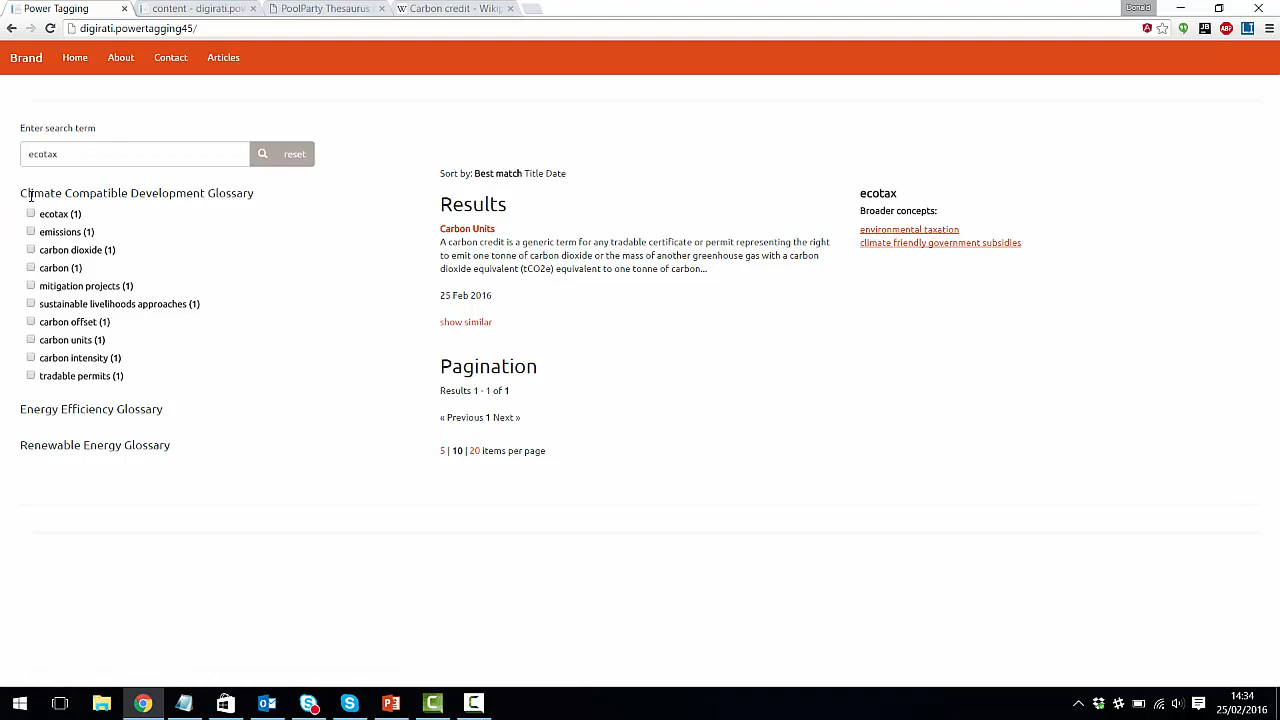 Power Tagging
content - digirati.pow
PoolParty Thesaurus
Carbon credit - Wikip
Donald
digirati.powertagging45/
Brand
Home
About
Contact
Articles
Enter search term
ecotax
reset
Climate Compatible Development Glossary
ecotax (1)
emissions (1)
carbon dioxide (1)
carbon (1)
mitigation projects (1)
sustainable livelihoods approaches (1)
carbon offset (1)
carbon units (1)
carbon intensity (1)
tradable permits (1)
Energy Efficiency Glossary
Renewable Energy Glossary
Sort by: Best match Title Date
Results
Carbon Units
A carbon credit is a generic term for any tradable certificate or permit representing the right
to emit one tonne of carbon dioxide or the mass of another greenhouse gas with a carbon
dioxide equivalent (tCO2e) equivalent to one tonne of carbon...
25 Feb 2016
show similar
Pagination
Results 1 - 1 of 1
« Previous 1 Next »
5 | 10 | 20 items per page
ecotax
Broader concepts:
environmental taxation
climate friendly government subsidies
14:34
25/02/2016